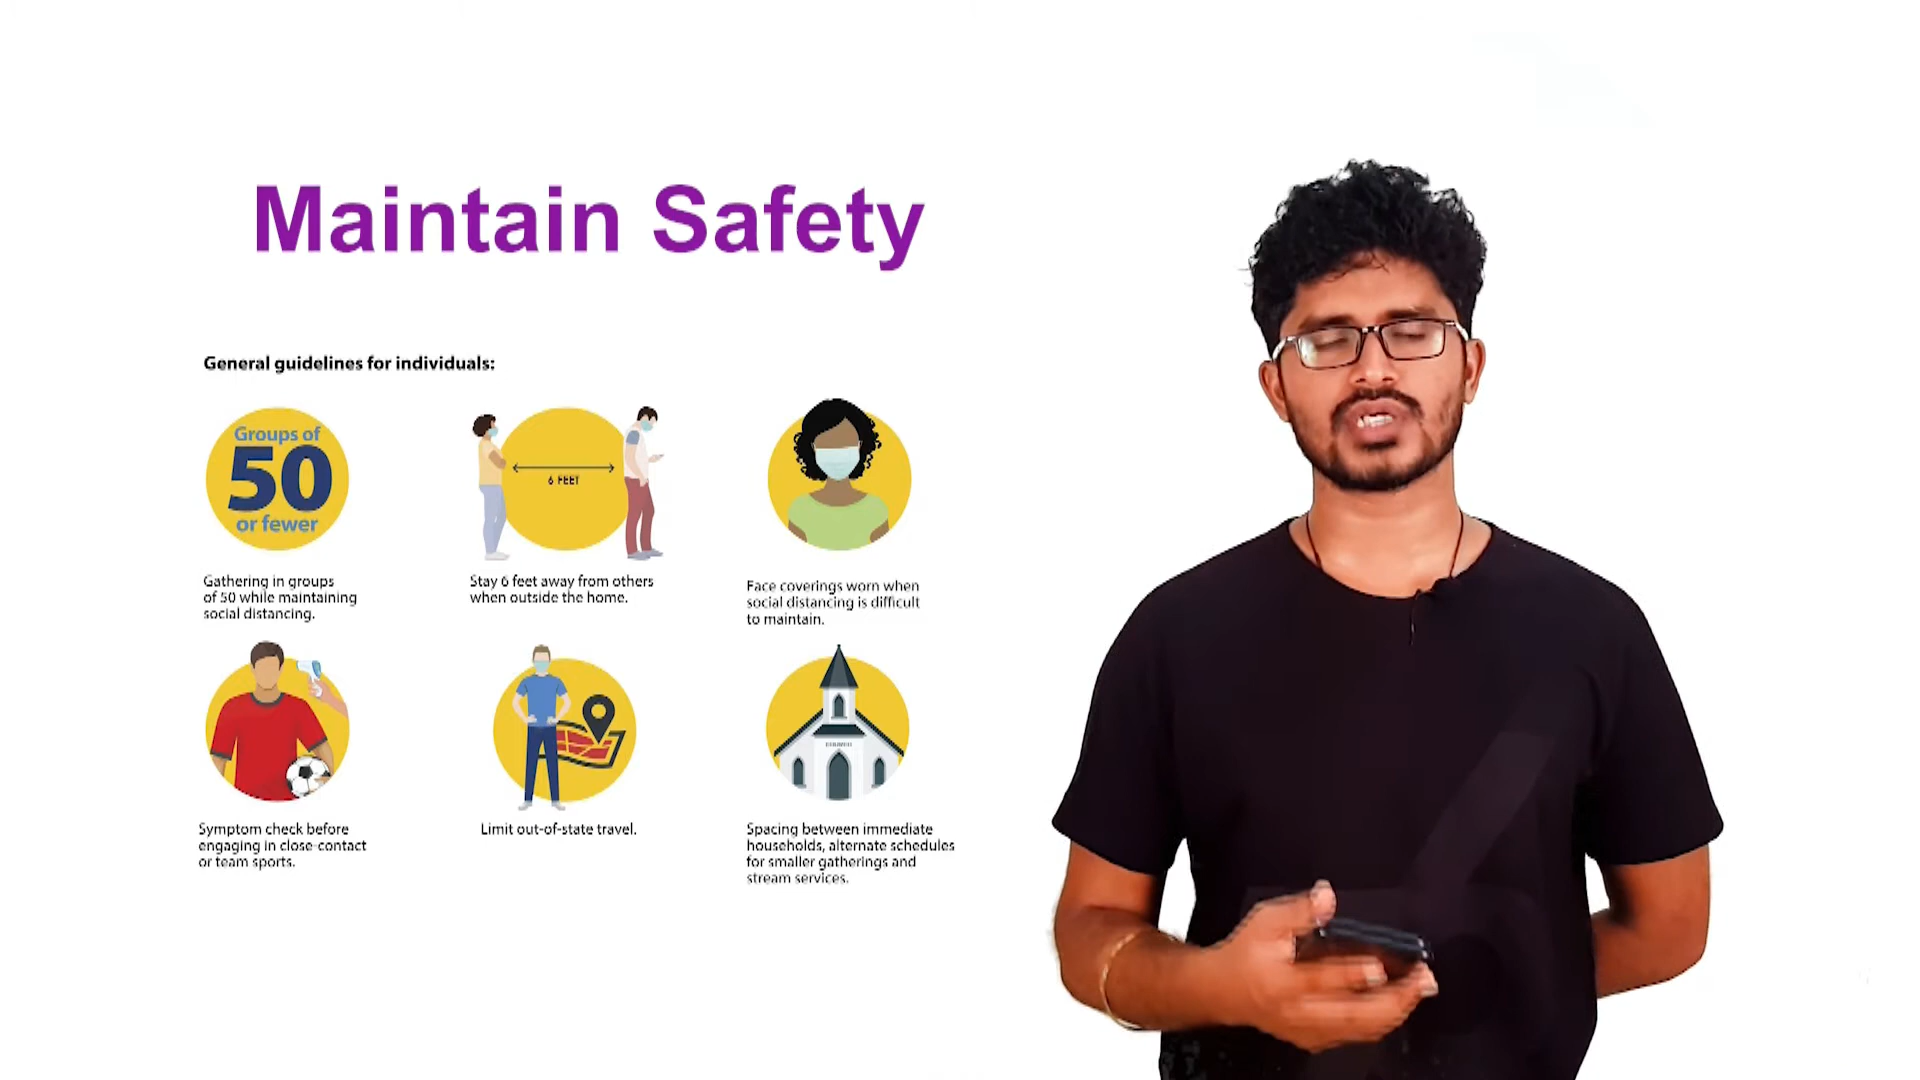 Maintain Safety
General guidelines for individuals:
Groups of
50
or fewer
6 FEET
Gathering in groups
of 50 while maintaining
social distancing.
Stay 6 feet away from others
when outside the home.
Face coverings worn when
social distancing is difficult
to maintain.
Symptom check before
engaging in close-contact
or team sports.
Limit out-of-state travel.
Spacing between immediate
households, alternate schedules
for smaller gatherings and
stream services.